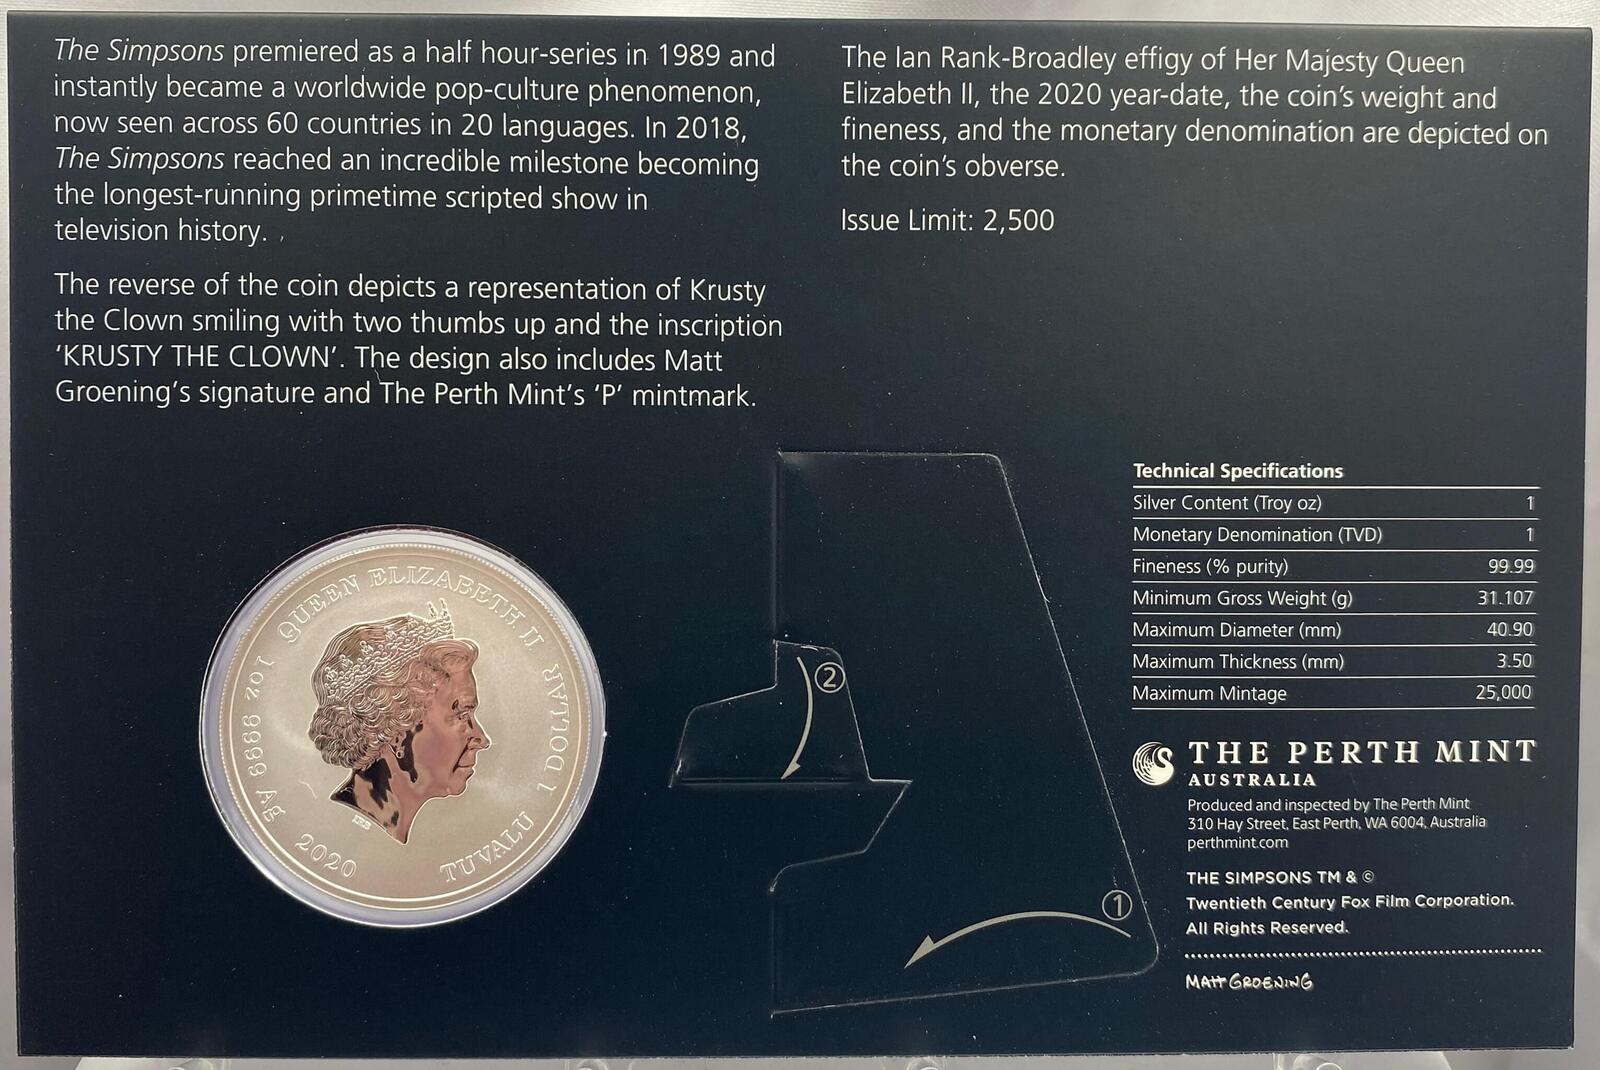 The Simpsons premiered as a half hour-series in 1989 and
instantly became a worldwide pop-culture phenomenon,
now seen across 60 countries in 20 languages. In 2018,
The Simpsons reached an incredible milestone becoming
the longest-running primetime scripted show in
television history.
The reverse of the coin depicts a representation of Krusty
the Clown smiling with two thumbs up and the inscription
‘KRUSTY THE CLOWN’. The design also includes Matt
Groening’s signature and The Perth Mint’s ‘P’ mintmark.
The Ian Rank-Broadley effigy of Her Majesty Queen
Elizabeth II, the 2020 year-date, the coin’s weight and
fineness, and the monetary denomination are depicted on
the coin’s obverse.
Issue Limit: 2,500
QUEEN ELIZABETH II
1 DOLLAR
TUVALU
2020
1oz 9999 Ag
IRB
2
1
Technical Specifications
Silver Content (Troy oz) 1
Monetary Denomination (TVD) 1
Fineness (% purity) 99.99
Minimum Gross Weight (g) 31.107
Maximum Diameter (mm) 40.90
Maximum Thickness (mm) 3.50
Maximum Mintage 25,000
THE PERTH MINT
AUSTRALIA
Produced and inspected by The Perth Mint
310 Hay Street, East Perth, WA 6004, Australia
perthmint.com
THE SIMPSONS TM & ©
Twentieth Century Fox Film Corporation.
All Rights Reserved.
MATT GROENING